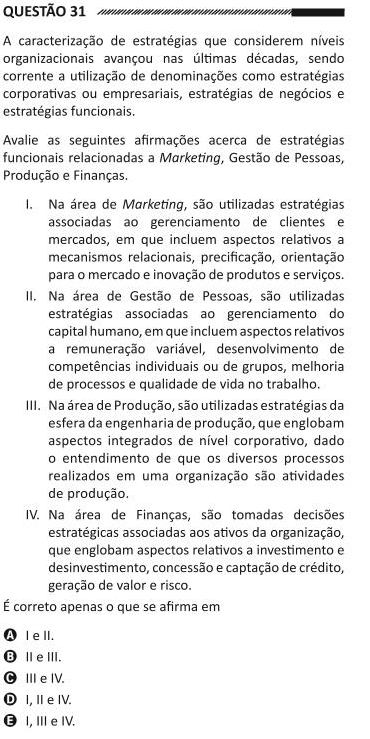 QUESTÃO 31
A caracterização de estratégias que considerem níveis
organizacionais avançou nas últimas décadas, sendo
corrente a utilização de denominações como estratégias
corporativas ou empresariais, estratégias de negócios e
estratégias funcionais.
Avalie as seguintes afirmações acerca de estratégias
funcionais relacionadas a Marketing, Gestão de Pessoas,
Produção e Finanças.
I. Na área de Marketing, são utilizadas estratégias
associadas ao gerenciamento de clientes e
mercados, em que incluem aspectos relativos a
mecanismos relacionais, precificação, orientação
para o mercado e inovação de produtos e serviços.
II. Na área de Gestão de Pessoas, são utilizadas
estratégias associadas ao gerenciamento do
capital humano, em que incluem aspectos relativos
a remuneração variável, desenvolvimento de
competências individuais ou de grupos, melhoria
de processos e qualidade de vida no trabalho.
III. Na área de Produção, são utilizadas estratégias da
esfera da engenharia de produção, que englobam
aspectos integrados de nível corporativo, dado
o entendimento de que os diversos processos
realizados em uma organização são atividades
de produção.
IV. Na área de Finanças, são tomadas decisões
estratégicas associadas aos ativos da organização,
que englobam aspectos relativos a investimento e
desinvestimento, concessão e captação de crédito,
geração de valor e risco.
É correto apenas o que se afirma em
A I e II.
B II e III.
C III e IV.
D I, II e IV.
E I, III e IV.